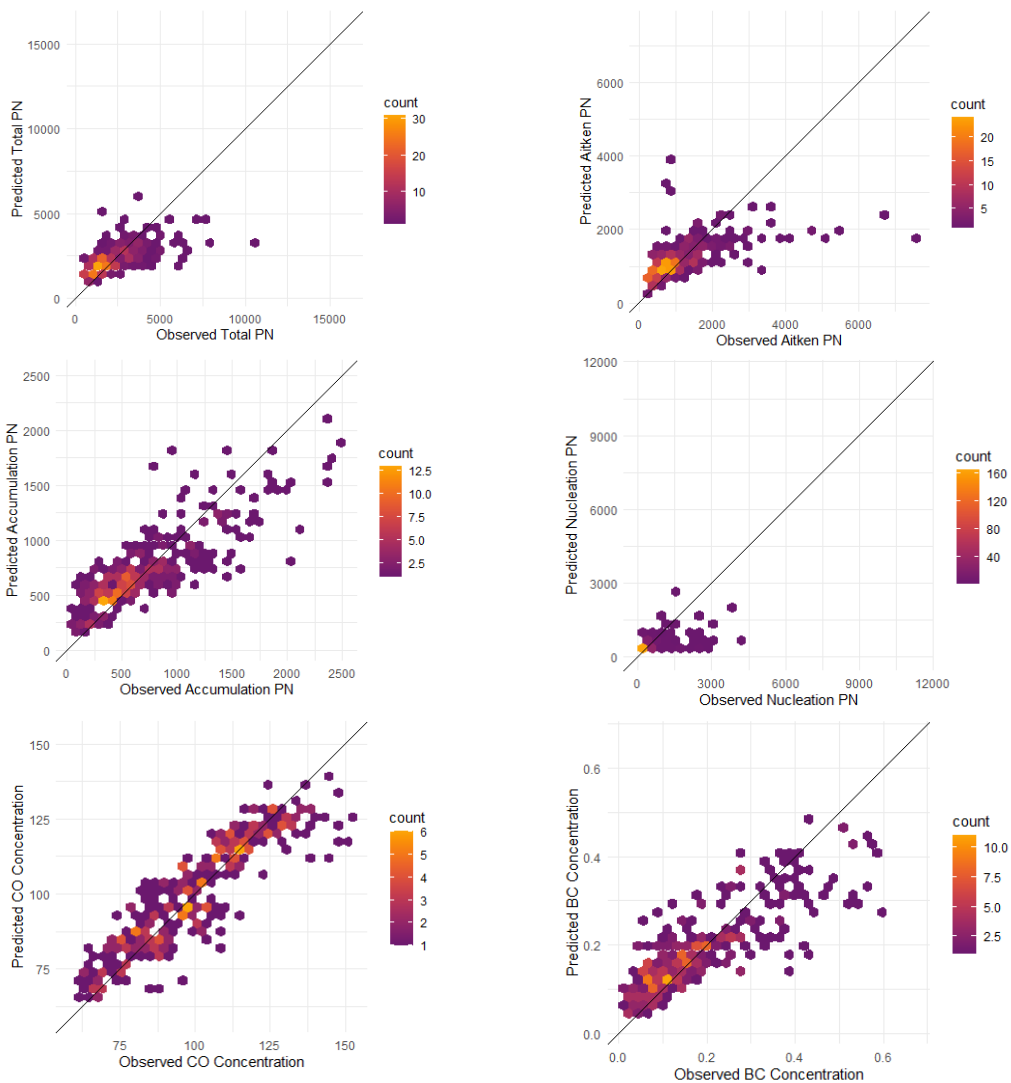 15000
10000
5000
0
Predicted Total PN
0 5000 10000 15000
Observed Total PN
count
30
20
10
6000
4000
2000
0
Predicted Aitken PN
0 2000 4000 6000
Observed Aitken PN
count
20
15
10
5
2500
2000
1500
1000
500
0
Predicted Accumulation PN
0 500 1000 1500 2000 2500
Observed Accumulation PN
count
12.5
10.0
7.5
5.0
2.5
12000
9000
6000
3000
0
Predicted Nucleation PN
0 3000 6000 9000 12000
Observed Nucleation PN
count
160
120
80
40
150
125
100
75
Predicted CO Concentration
75 100 125 150
Observed CO Concentration
count
6
5
4
3
2
1
0.6
0.4
0.2
0.0
Predicted BC Concentration
0.0 0.2 0.4 0.6
Observed BC Concentration
count
10.0
7.5
5.0
2.5